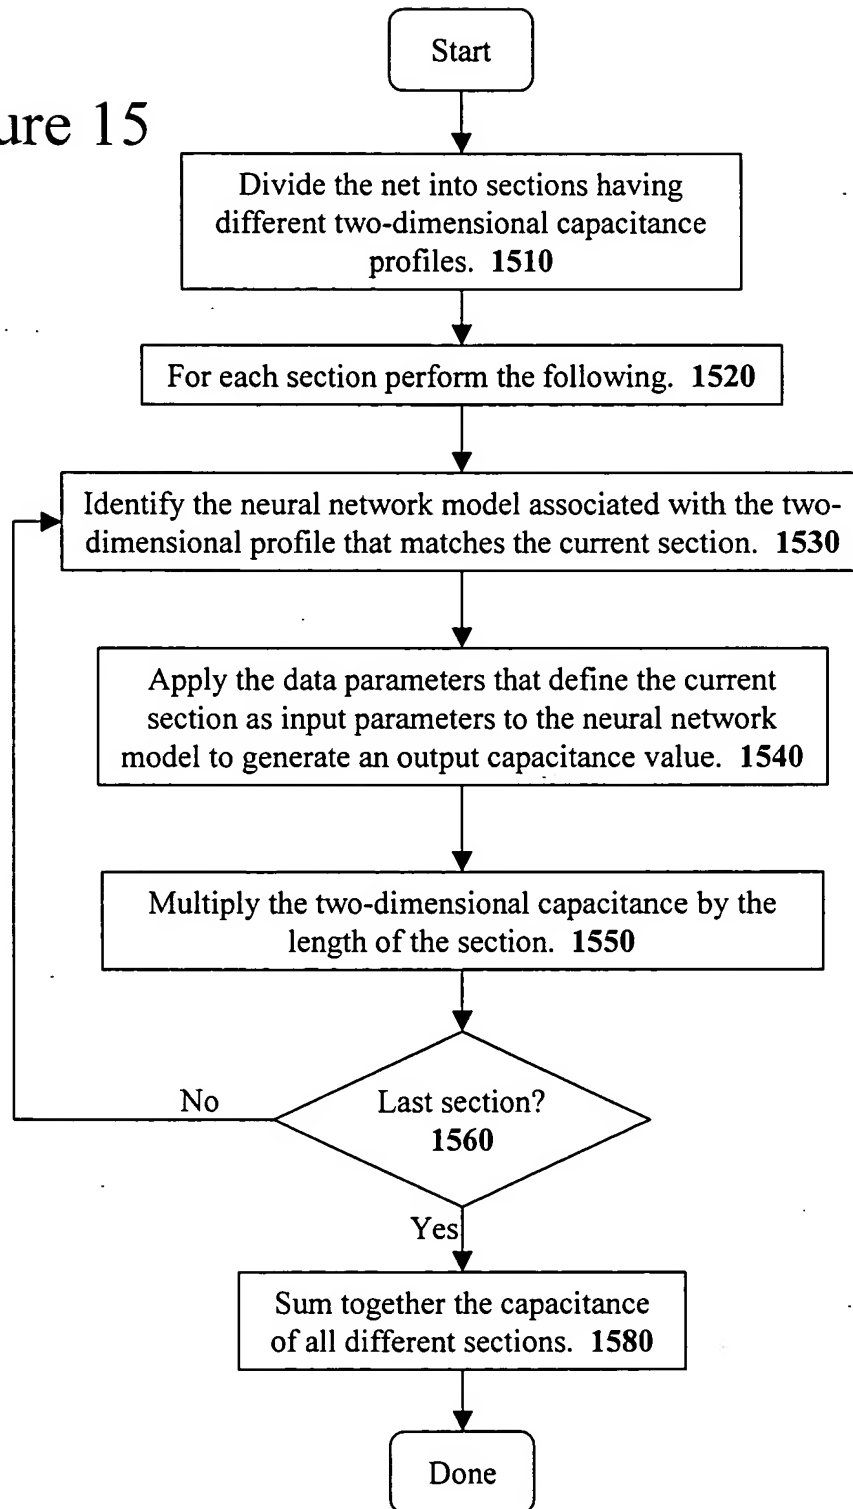 Start
ure 15
Divide the net into sections having
different two-dimensional capacitance
profiles. 1510
For each section perform the following. 1520
Identify the neural network model associated with the two-
dimensional profile that matches the current section. 1530
Apply the data parameters that define the current
section as input parameters to the neural network
model to generate an output capacitance value. 1540
Multiply the two-dimensional capacitance by the
length of the section. 1550
No
Last section?
1560
Yes
Sum together the capacitance
of all different sections. 1580
Done